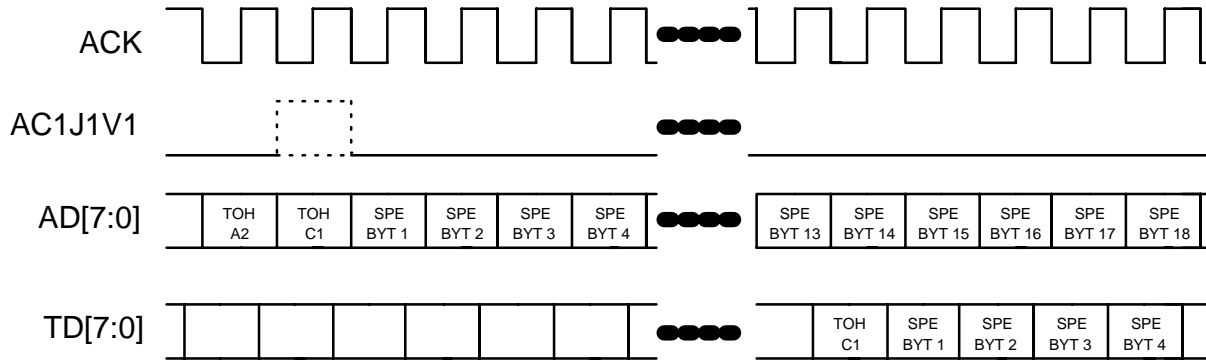 ACK
AC1J1V1
AD[7:0]
TOH
A2
TOH
C1
SPE
BYT 1
SPE
BYT 2
SPE
BYT 3
SPE
BYT 4
SPE
BYT 13
SPE
BYT 14
SPE
BYT 15
SPE
BYT 16
SPE
BYT 17
SPE
BYT 18
TD[7:0]
TOH
C1
SPE
BYT 1
SPE
BYT 2
SPE
BYT 3
SPE
BYT 4